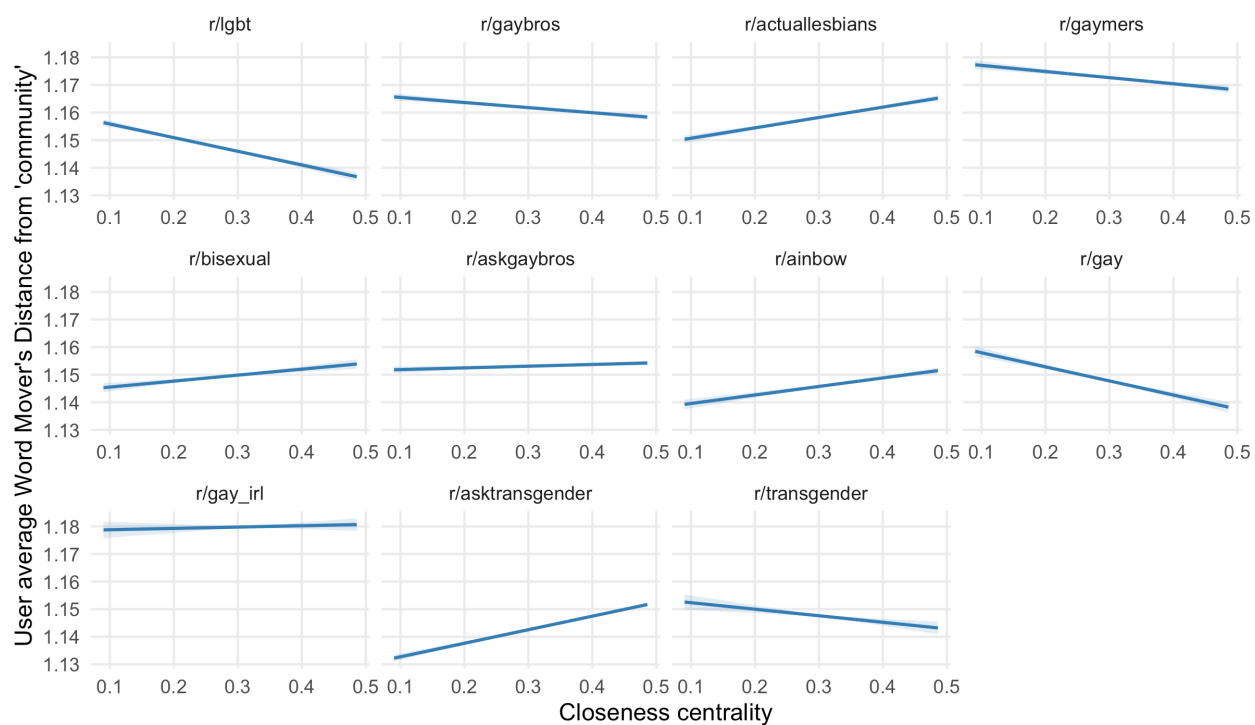 r/lgbt r/gaybros r/actuallesbians r/gaymers
1.18
1.17
1.16
1.15
1.14
1.13
0.1 0.2 0.3 0.4 0.5 0.1 0.2 0.3 0.4 0.5 0.1 0.2 0.3 0.4 0.5 0.1 0.2 0.3 0.4 0.5
r/bisexual r/askgaybros r/ainbow r/gay
1.18
1.17
1.16
1.15
1.14
1.13
0.1 0.2 0.3 0.4 0.5 0.1 0.2 0.3 0.4 0.5 0.1 0.2 0.3 0.4 0.5 0.1 0.2 0.3 0.4 0.5
r/gay_irl r/asktransgender r/transgender
1.18
1.17
1.16
1.15
1.14
1.13
0.1 0.2 0.3 0.4 0.5 0.1 0.2 0.3 0.4 0.5 0.1 0.2 0.3 0.4 0.5
Closeness centrality
User average Word Mover's Distance from 'community'